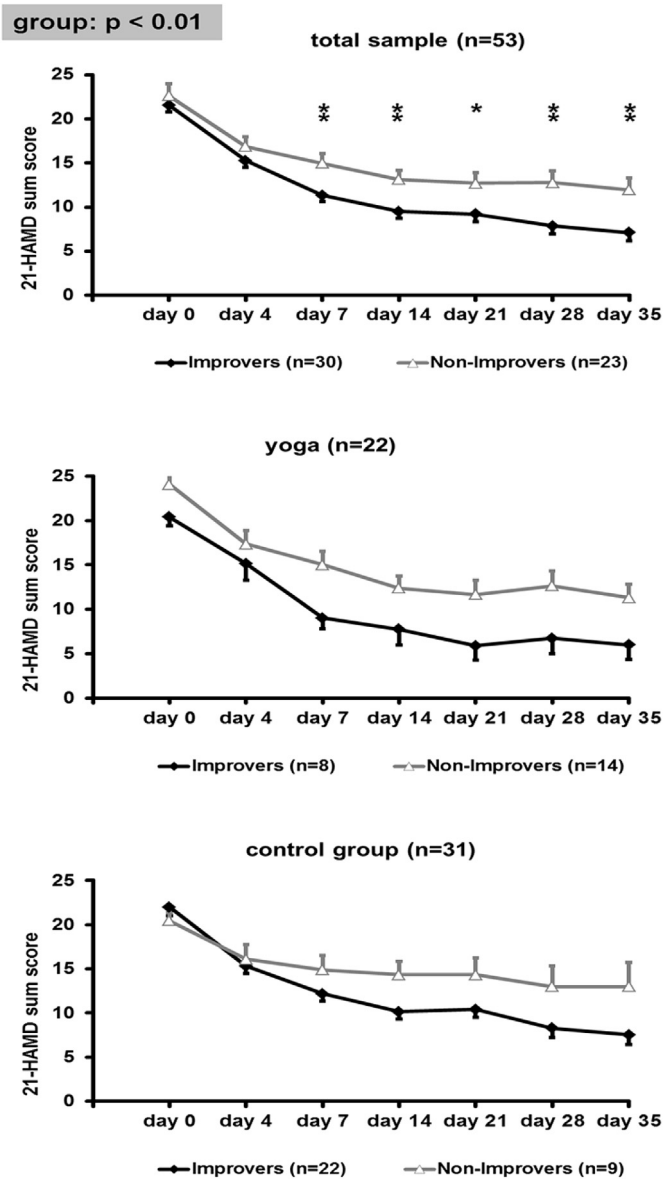 group: p < 0.01
total sample (n=53)
25
20
15
10
5
0
21-HAMD sum score
** ** * ** **
day 0 day 4 day 7 day 14 day 21 day 28 day 35
Improvers (n=30) Non-Improvers (n=23)
yoga (n=22)
25
20
15
10
5
0
21-HAMD sum score
day 0 day 4 day 7 day 14 day 21 day 28 day 35
Improvers (n=8) Non-Improvers (n=14)
control group (n=31)
25
20
15
10
5
0
21-HAMD sum score
day 0 day 4 day 7 day 14 day 21 day 28 day 35
Improvers (n=22) Non-Improvers (n=9)